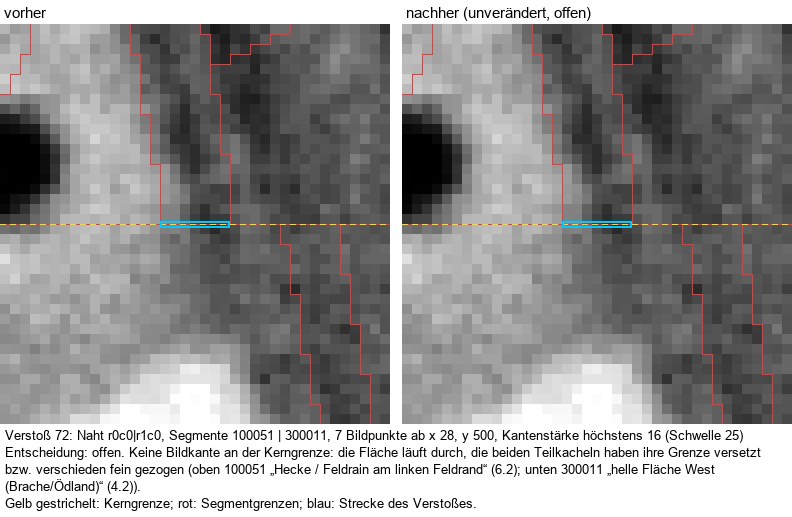 vorher
nachher (unverändert, offen)
Verstoß 72: Naht r0c0|r1c0, Segmente 100051 | 300011, 7 Bildpunkte ab x 28, y 500, Kantenstärke höchstens 16 (Schwelle 25)
Entscheidung: offen. Keine Bildkante an der Kerngrenze: die Fläche läuft durch, die beiden Teilkacheln haben ihre Grenze versetzt
bzw. verschieden fein gezogen (oben 100051 „Hecke / Feldrain am linken Feldrand“ (6.2); unten 300011 „helle Fläche West
(Brache/Ödland)“ (4.2)).
Gelb gestrichelt: Kerngrenze; rot: Segmentgrenzen; blau: Strecke des Verstoßes.